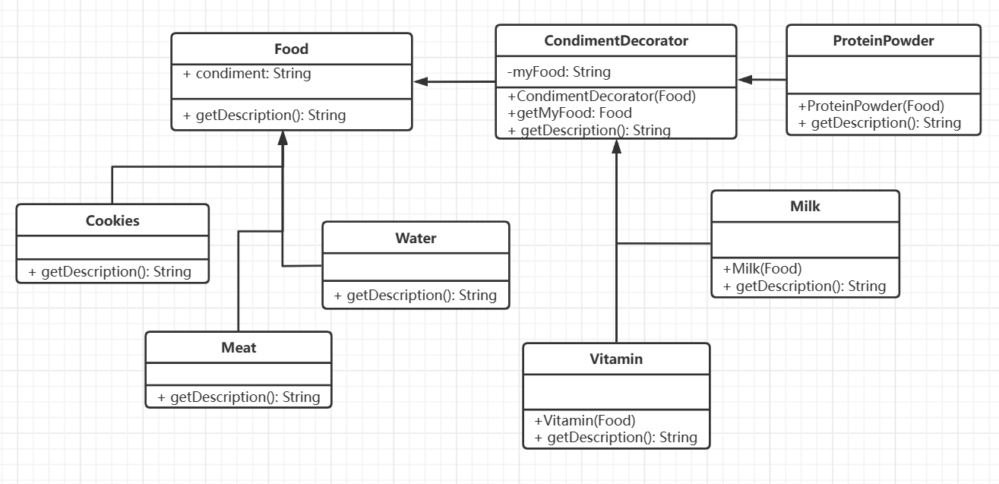 Food
+ condiment: String
+ getDescription(): String
CondimentDecorator
-myFood: String
+CondimentDecorator(Food)
+getMyFood: Food
+ getDescription(): String
ProteinPowder
+ProteinPowder(Food)
+ getDescription(): String
Cookies
+ getDescription(): String
Water
+ getDescription(): String
Milk
+Milk(Food)
+ getDescription(): String
Meat
+ getDescription(): String
Vitamin
+Vitamin(Food)
+ getDescription(): String